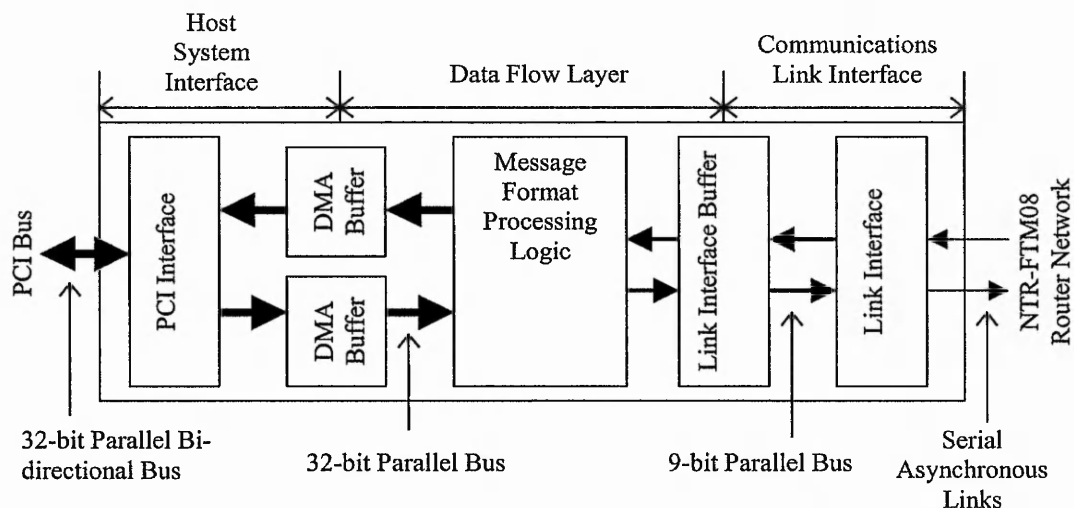 Host
System
Interface
Data Flow Layer
Communications
Link Interface
PCI Bus
PCI Interface
DMA
Buffer
DMA
Buffer
Message
Format
Processing
Logic
Link Interface Buffer
Link Interface
NTR-FTM08
Router Network
32-bit Parallel Bi-
directional Bus
32-bit Parallel Bus
9-bit Parallel Bus
Serial
Asynchronous
Links